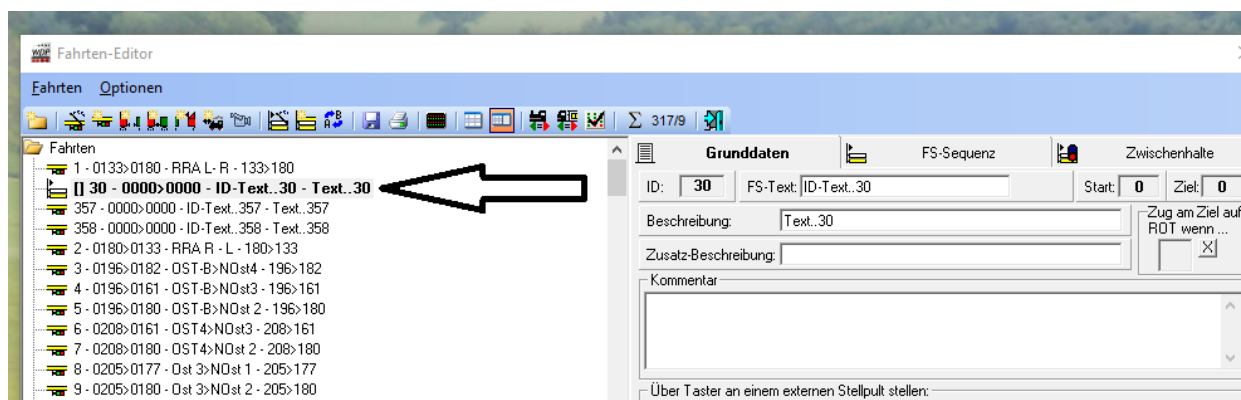 WDP Fahrten-Editor
Fahrten Optionen
Σ 317/9
Fahrten
1 - 0133>0180 - RRA L- R - 133>180
[] 30 - 0000>0000 - ID-Text..30 - Text..30
357 - 0000>0000 - ID-Text..357 - Text..357
358 - 0000>0000 - ID-Text..358 - Text..358
2 - 0180>0133 - RRA R - L - 180>133
3 - 0196>0182 - OST-B>NOst4 - 196>182
4 - 0196>0161 - OST-B>NOst3 - 196>161
5 - 0196>0180 - OST-B>NOst 2 - 196>180
6 - 0208>0161 - OST4>NOst3 - 208>161
7 - 0208>0180 - OST4>NOst 2 - 208>180
8 - 0205>0177 - Ost 3>NOst 1 - 205>177
9 - 0205>0180 - Ost 3>NOst 2 - 205>180
Grunddaten FS-Sequenz Zwischenhalte
ID: 30 FS-Text: ID-Text..30 Start: 0 Ziel: 0
Beschreibung: Text..30
Zug am Ziel auf
ROT wenn ...
X
Zusatz-Beschreibung:
Kommentar
Über Taster an einem externen Stellpult stellen: